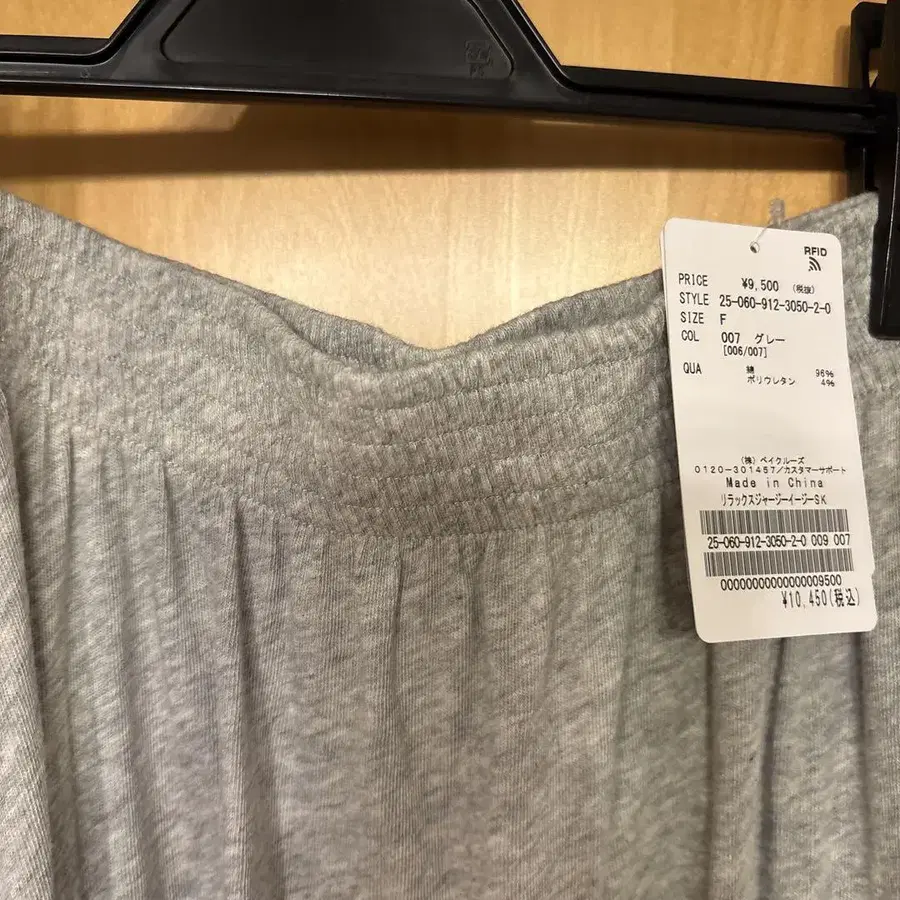 RFID
PRICE ¥9,500 (税抜)
STYLE 25-060-912-3050-2-0
SIZE F
COL 007 グレー
[006/007]
QUA 綿 96%
ポリウレタン 4%
(株) ベイクルーズ
0120-301457/カスタマーサポート
Made in China
リラックスジャージーイージーSK
25-060-912-3050-2-0 009 007
00000000000000009500
¥10,450(税込)